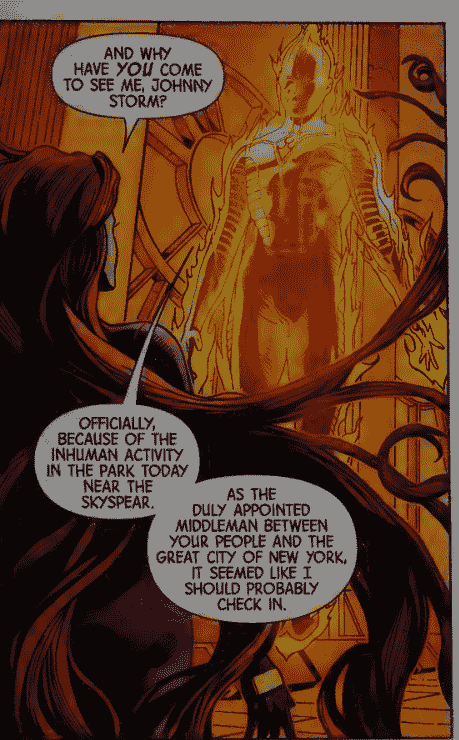 AND WHY
HAVE YOU COME
TO SEE ME, JOHNNY
STORM?
OFFICIALLY,
BECAUSE OF THE
INHUMAN ACTIVITY
IN THE PARK TODAY
NEAR THE
SKYSPEAR.
AS THE
DULY APPOINTED
MIDDLEMAN BETWEEN
YOUR PEOPLE AND THE
GREAT CITY OF NEW YORK,
IT SEEMED LIKE I
SHOULD PROBABLY
CHECK IN.